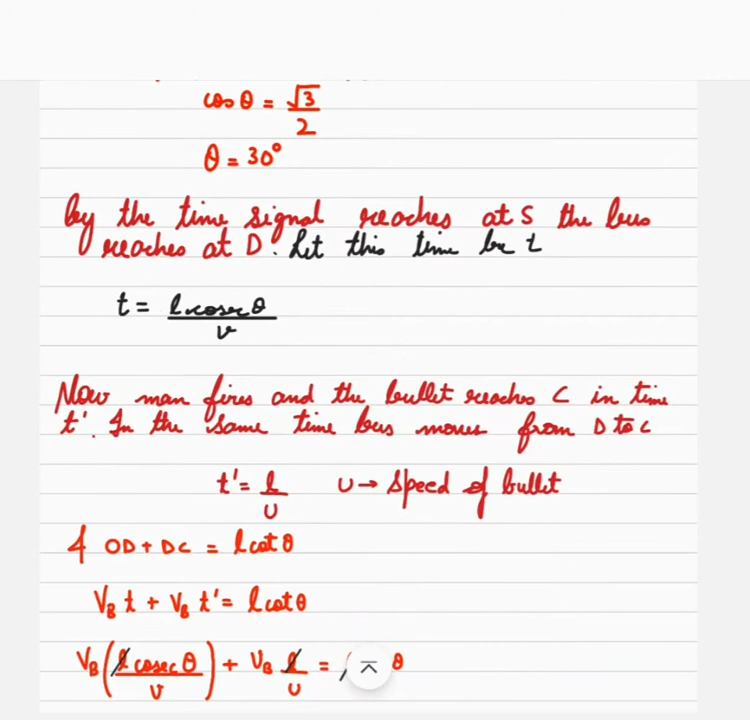 cos θ = √3/2
θ = 30°
by the time signal reaches at S the bus
reaches at D. Let this time be t
t = l cosec θ / v
Now man fires and the bullet reaches C in time
t'. In the same time bus moves from D to C
t' = l/U U → Speed of bullet
& OD + DC = l cot θ
V_B t + V_B t' = l cot θ
V_B (l cosec θ / v) + V_B l/U = θ